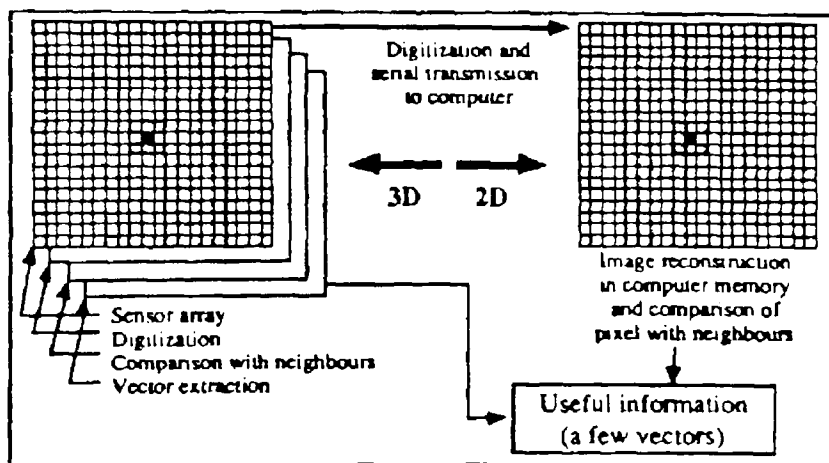 Digitization and
serial transmission
to computer
3D 2D
Image reconstruction
in computer memory
and comparison of
pixel with neighbours
Sensor array
Digitization
Comparison with neighbours
Vector extraction
Useful information
(a few vectors)